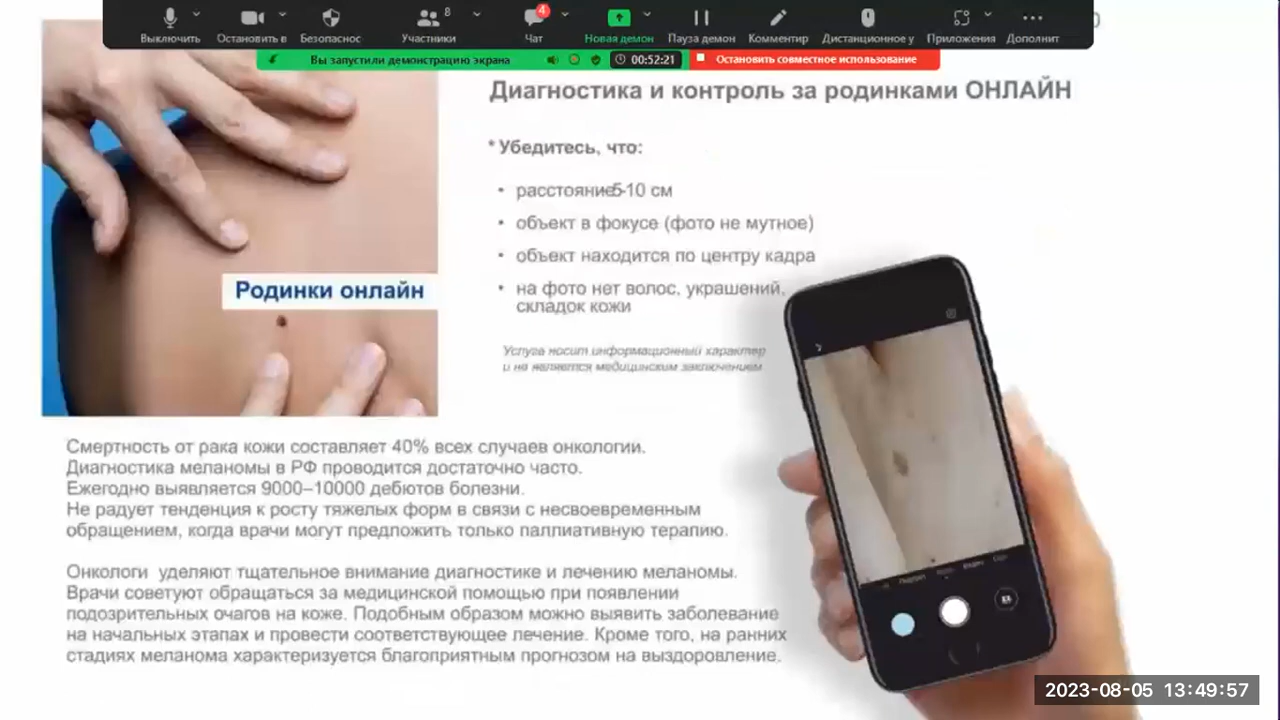 Выключить
Остановить в
Безопаснос
Участники
8
Чат
4
Новая демон
Пауза демон
Комментир
Дистанционное у
Приложения
Дополнит
Вы запустили демонстрацию экрана
00:52:21
Остановить совместное использование
Диагностика и контроль за родинками ОНЛАЙН
* Убедитесь, что:
• расстояние-5-10 см
• объект в фокусе (фото не мутное)
• объект находится по центру кадра
• на фото нет волос, украшений,
складок кожи
Родинки онлайн
Услуга носит информационный характер
и не является медицинским заключением
Смертность от рака кожи составляет 40% всех случаев онкологии.
Диагностика меланомы в РФ проводится достаточно часто.
Ежегодно выявляется 9000–10000 дебютов болезни.
Не радует тенденция к росту тяжелых форм в связи с несвоевременным
обращением, когда врачи могут предложить только паллиативную терапию.
Онкологи уделяют тщательное внимание диагностике и лечению меланомы.
Врачи советуют обращаться за медицинской помощью при появлении
подозрительных очагов на коже. Подобным образом можно выявить заболевание
на начальных этапах и провести соответствующее лечение. Кроме того, на ранних
стадиях меланома характеризуется благоприятным прогнозом на выздоровление.
2023-08-05 13:49:57